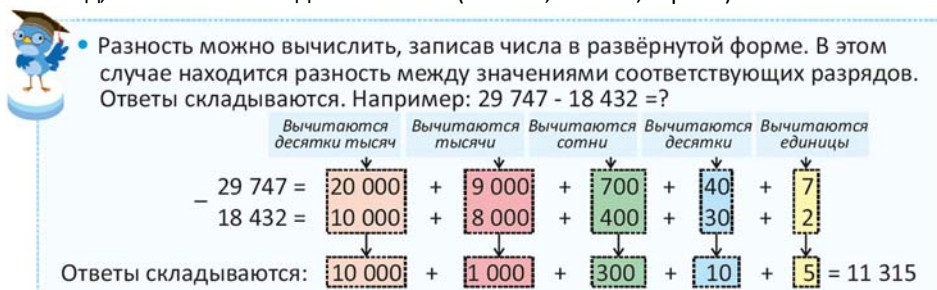 • Разность можно вычислить, записав числа в развёрнутой форме. В этом
случае находится разность между значениями соответствующих разрядов.
Ответы складываются. Например: 29 747 - 18 432 =?
Вычитаются десятки тысяч
Вычитаются тысячи
Вычитаются сотни
Вычитаются десятки
Вычитаются единицы
_ 29 747 = 20 000 + 9 000 + 700 + 40 + 7
18 432 = 10 000 + 8 000 + 400 + 30 + 2
Ответы складываются: 10 000 + 1 000 + 300 + 10 + 5 = 11 315